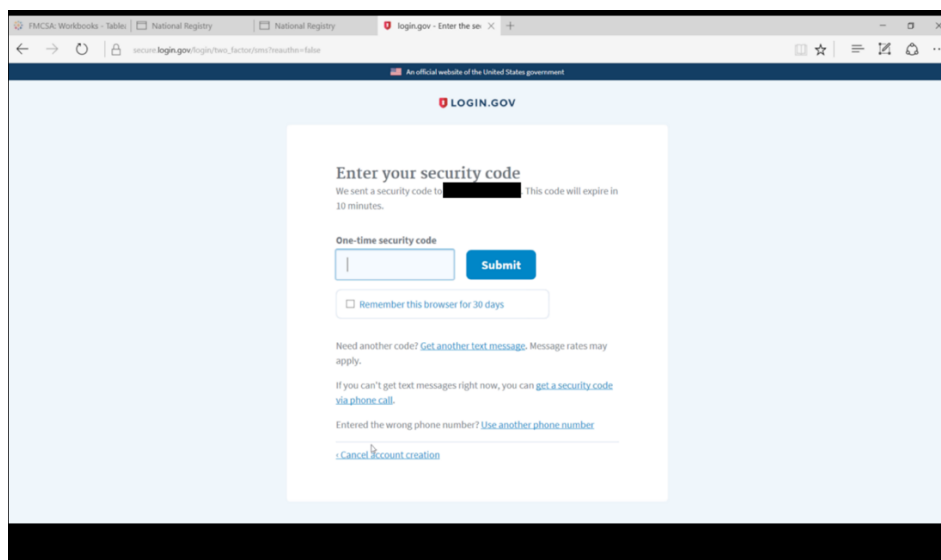 FMCSA: Workbooks - Tablea
National Registry
National Registry
login.gov - Enter the se
secure.login.gov/login/two_factor/sms?reauthn=false
An official website of the United States government
LOGIN.GOV
Enter your security code
We sent a security code to . This code will expire in
10 minutes.
One-time security code
Submit
Remember this browser for 30 days
Need another code? Get another text message. Message rates may
apply.
If you can't get text messages right now, you can get a security code
via phone call.
Entered the wrong phone number? Use another phone number
‹ Cancel account creation